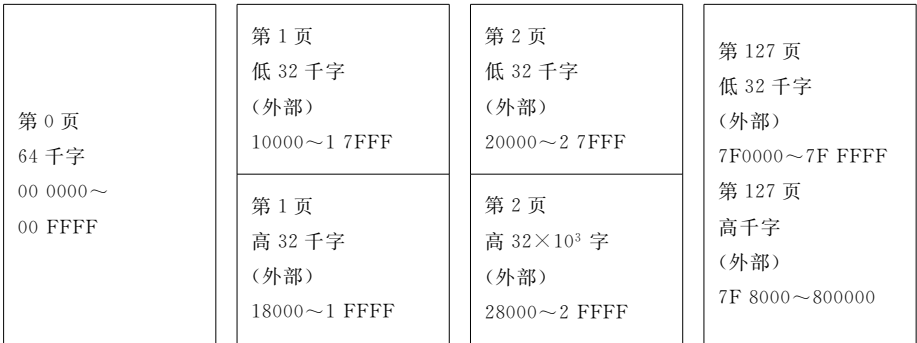 第 0 页
64 千字
00 0000～
00 FFFF
第 1 页
低 32 千字
（外部）
10000～1 7FFF
第 1 页
高 32 千字
（外部）
18000～1 FFFF
第 2 页
低 32 千字
（外部）
20000～2 7FFF
第 2 页
高 32×10³ 字
（外部）
28000～2 FFFF
第 127 页
低 32 千字
（外部）
7F0000～7F FFFF
第 127 页
高千字
（外部）
7F 8000～800000